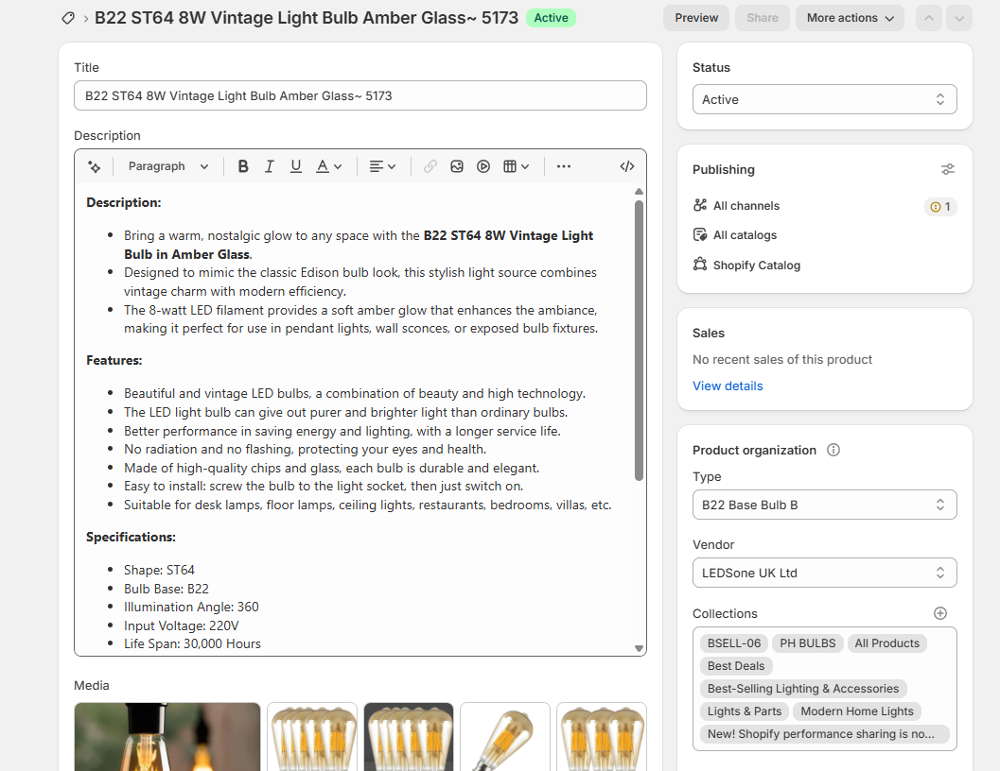 B22 ST64 8W Vintage Light Bulb Amber Glass~ 5173 Active Preview Share More actions
Title
B22 ST64 8W Vintage Light Bulb Amber Glass~ 5173
Description
Paragraph B I U A
Description:
Bring a warm, nostalgic glow to any space with the B22 ST64 8W Vintage Light
Bulb in Amber Glass.
Designed to mimic the classic Edison bulb look, this stylish light source combines
vintage charm with modern efficiency.
The 8-watt LED filament provides a soft amber glow that enhances the ambiance,
making it perfect for use in pendant lights, wall sconces, or exposed bulb fixtures.
Features:
Beautiful and vintage LED bulbs, a combination of beauty and high technology.
The LED light bulb can give out purer and brighter light than ordinary bulbs.
Better performance in saving energy and lighting, with a longer service life.
No radiation and no flashing, protecting your eyes and health.
Made of high-quality chips and glass, each bulb is durable and elegant.
Easy to install: screw the bulb to the light socket, then just switch on.
Suitable for desk lamps, floor lamps, ceiling lights, restaurants, bedrooms, villas, etc.
Specifications:
Shape: ST64
Bulb Base: B22
Illumination Angle: 360
Input Voltage: 220V
Life Span: 30,000 Hours
Media
Status
Active
Publishing
All channels 1
All catalogs
Shopify Catalog
Sales
No recent sales of this product
View details
Product organization
Type
B22 Base Bulb B
Vendor
LEDSone UK Ltd
Collections
BSELL-06 PH BULBS All Products
Best Deals
Best-Selling Lighting & Accessories
Lights & Parts Modern Home Lights
New! Shopify performance sharing is no...